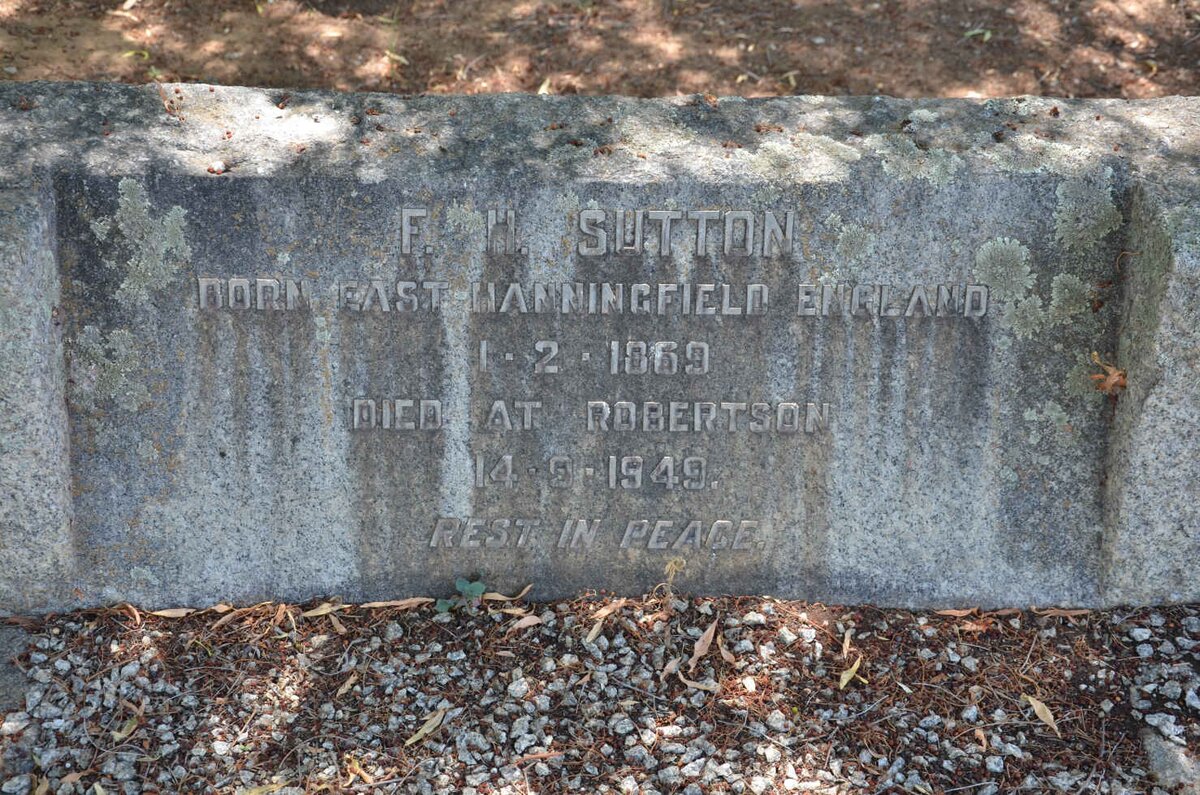 F. H. SUTTON
BORN EAST HANNINGFIELD ENGLAND
1·2·1869
DIED AT ROBERTSON
14·9·1949.
REST IN PEACE.